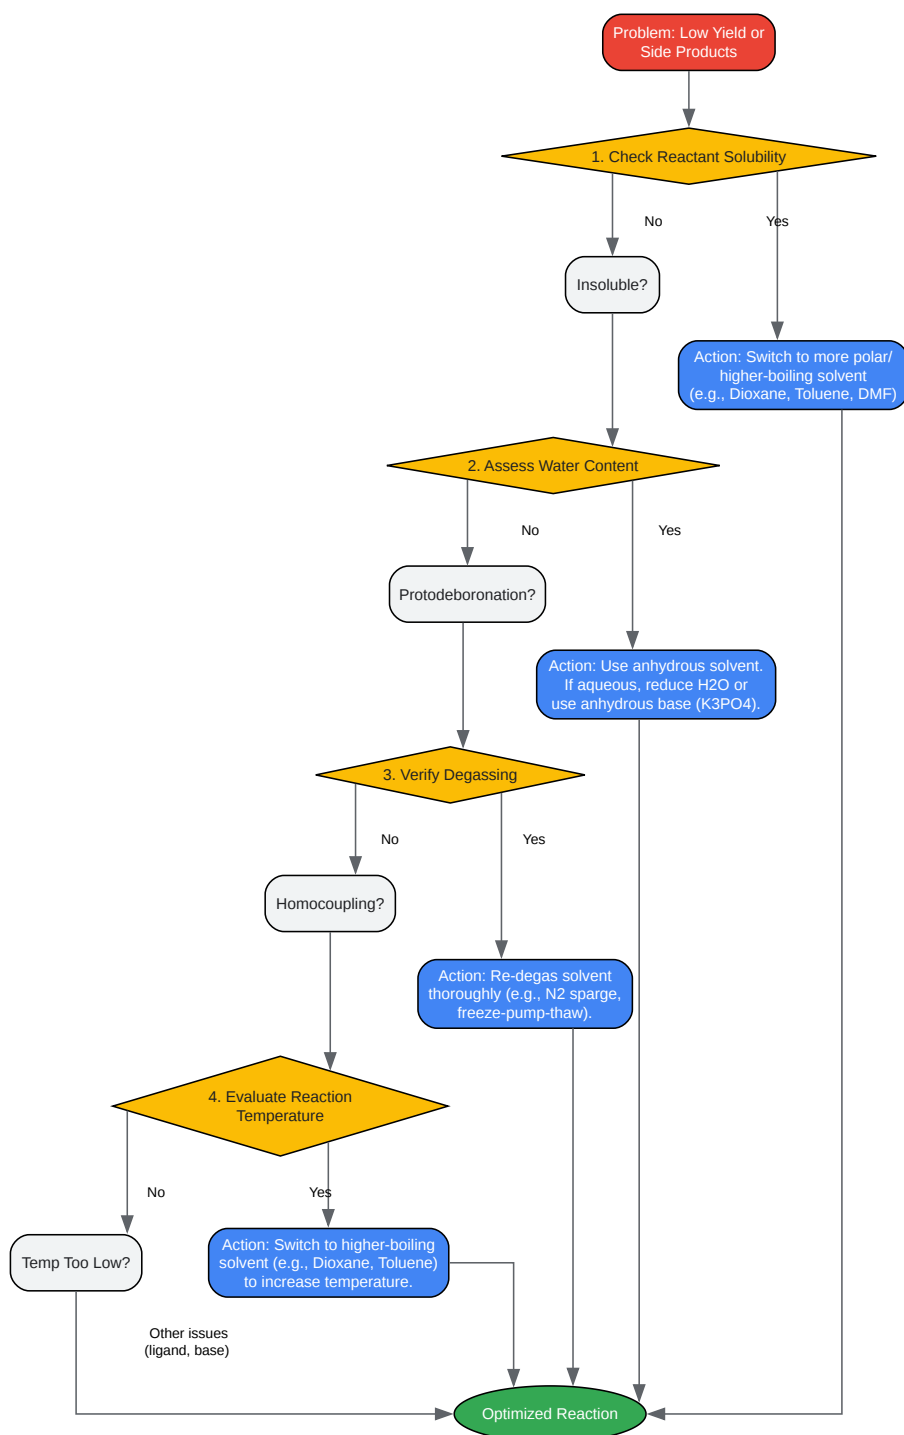 Problem: Low Yield or
Side Products
1. Check Reactant Solubility
No
Yes
Insoluble?
Action: Switch to more polar/
higher-boiling solvent
(e.g., Dioxane, Toluene, DMF)
2. Assess Water Content
No
Yes
Protodeboronation?
Action: Use anhydrous solvent.
If aqueous, reduce H2O or
use anhydrous base (K3PO4).
3. Verify Degassing
No
Yes
Homocoupling?
Action: Re-degas solvent
thoroughly (e.g., N2 sparge,
freeze-pump-thaw).
4. Evaluate Reaction
Temperature
No
Yes
Temp Too Low?
Action: Switch to higher-boiling
solvent (e.g., Dioxane, Toluene)
to increase temperature.
Other issues
(ligand, base)
Optimized Reaction